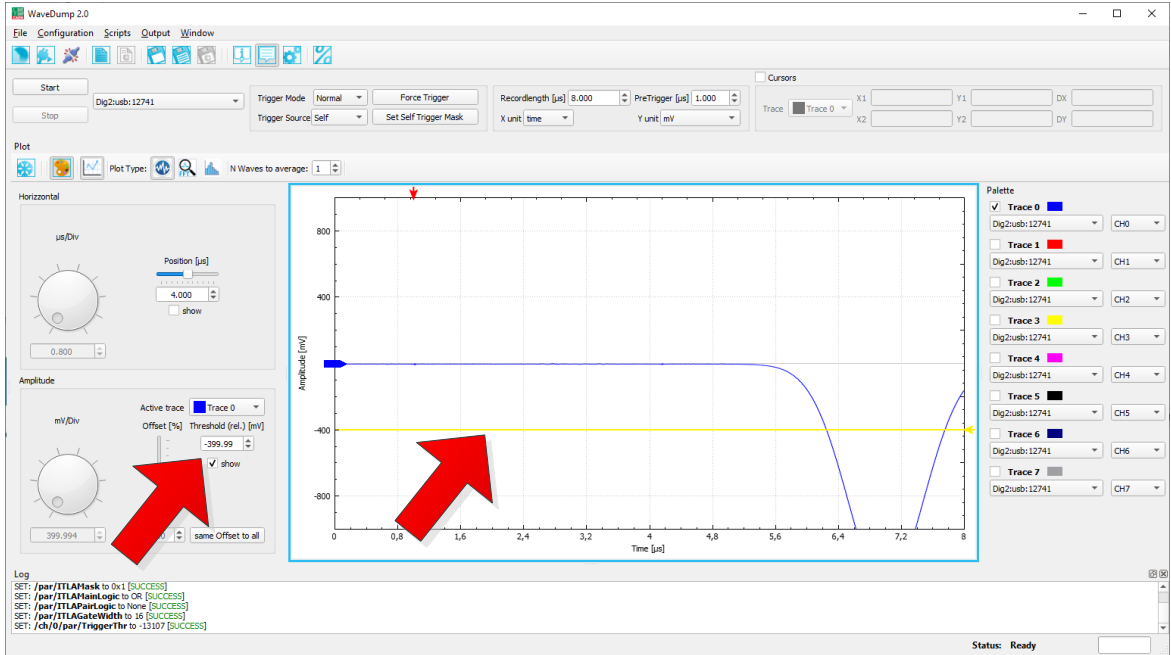 WaveDump 2.0
File Configuration Scripts Output Window
Start
Stop
Dig2:usb:12741
Trigger Mode Normal Force Trigger
Trigger Source Self Set Self Trigger Mask
Recordlength [µs] 8.000 PreTrigger [µs] 1.000
X unit time Y unit mV
Cursors
Trace Trace 0 X1 Y1 DX
X2 Y2 DY
Plot
Plot Type: N Waves to average: 1
Horizontal
µs/Div
Position [µs]
4.000
show
0.800
Amplitude
Active trace Trace 0
mV/Div
Offset [%] Threshold (rel.) [mV]
-399.99
show
399.994
same Offset to all
Amplitude [mV]
800
400
0
-400
-800
0 0,8 1,6 2,4 3,2 4 4,8 5,6 6,4 7,2 8
Time [µs]
Palette
Trace 0
Dig2:usb:12741 CH0
Trace 1
Dig2:usb:12741 CH1
Trace 2
Dig2:usb:12741 CH2
Trace 3
Dig2:usb:12741 CH3
Trace 4
Dig2:usb:12741 CH4
Trace 5
Dig2:usb:12741 CH5
Trace 6
Dig2:usb:12741 CH6
Trace 7
Dig2:usb:12741 CH7
Log
SET: /par/ITLAMask to 0x1 [SUCCESS]
SET: /par/ITLAMainLogic to OR [SUCCESS]
SET: /par/ITLAPairLogic to None [SUCCESS]
SET: /par/ITLAGateWidth to 16 [SUCCESS]
SET: /ch/0/par/TriggerThr to -13107 [SUCCESS]
Status: Ready